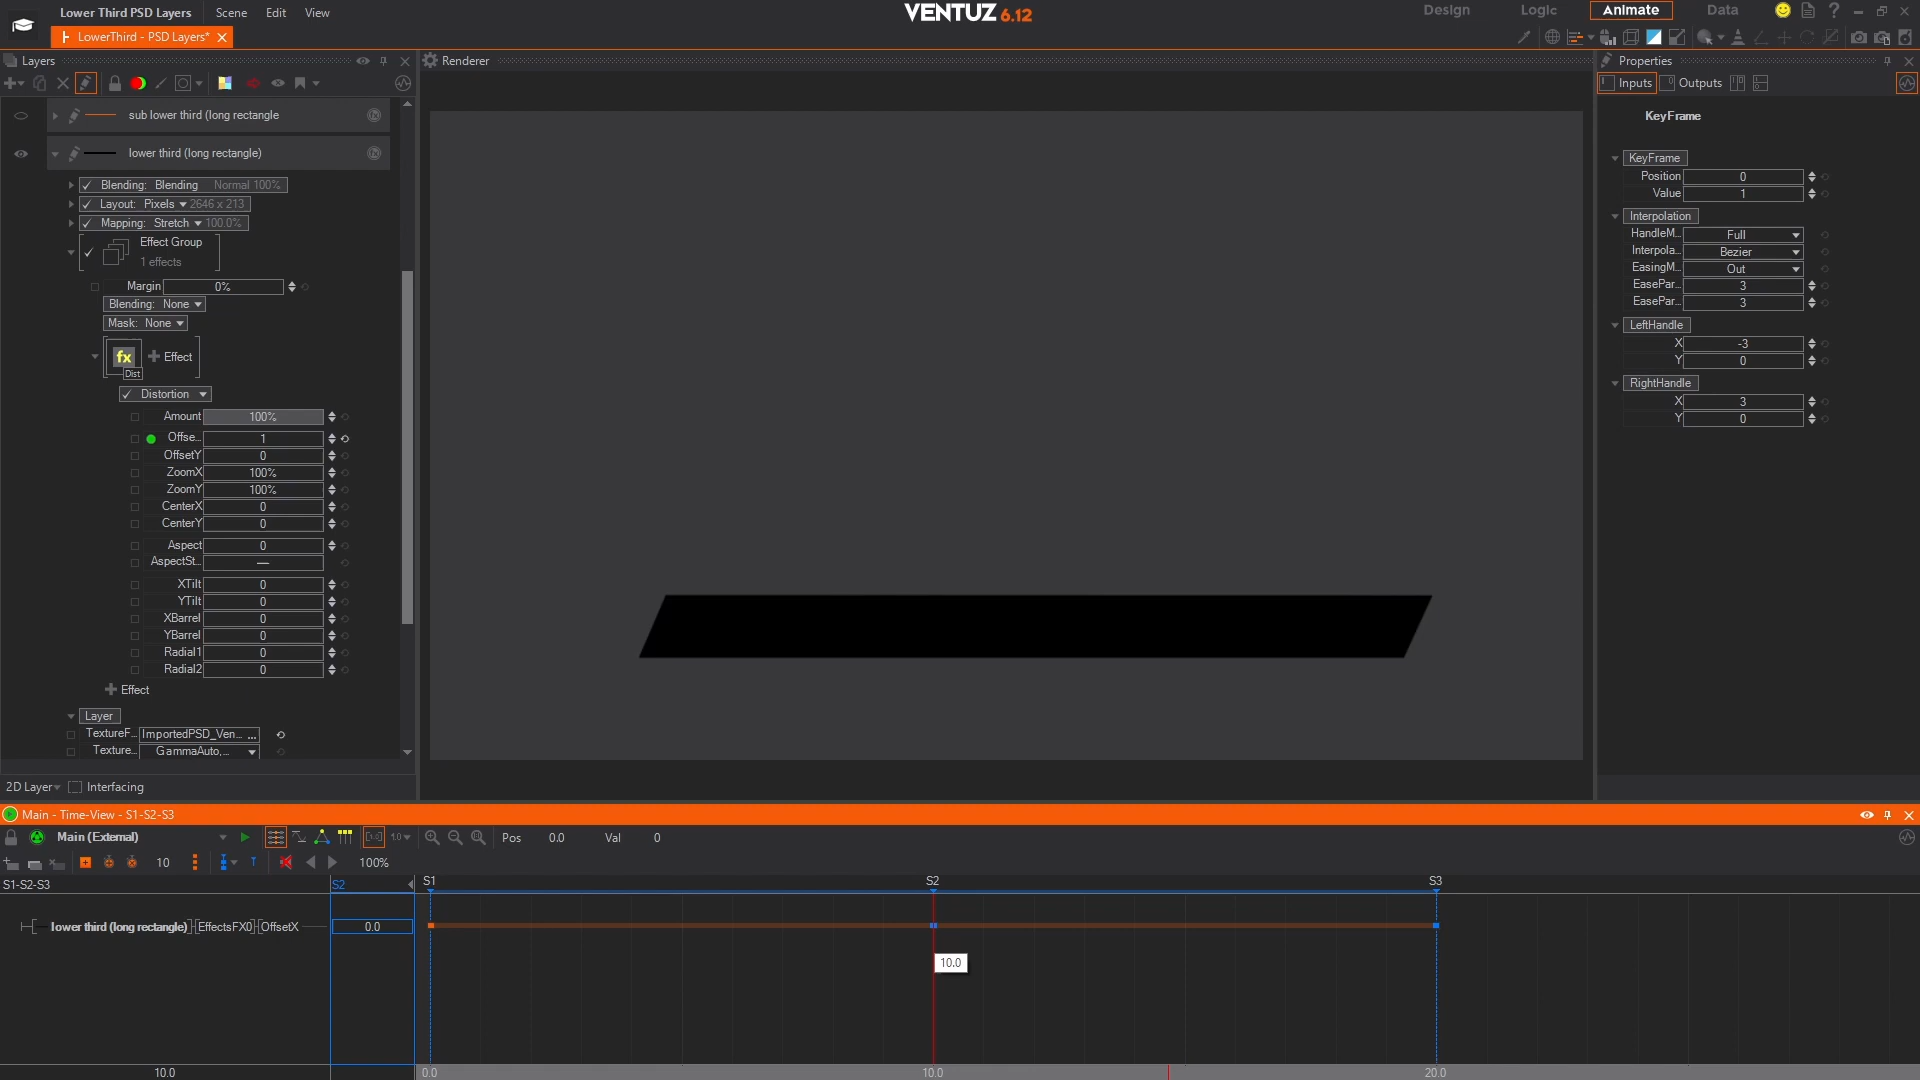 Lower Third PSD Layers Scene Edit View
VENTUZ 6.12
Design Logic Animate Data
LowerThird - PSD Layers*
Layers
Renderer
Properties
Inputs Outputs
sub lower third (long rectangle
lower third (long rectangle)
Blending: Blending Normal 100%
Layout: Pixels 2646 x 213
Mapping: Stretch 100.0%
Effect Group
1 effects
Margin 0%
Blending: None
Mask: None
fx
Dist
Effect
Distortion
Amount 100%
Offse... 1
OffsetY 0
ZoomX 100%
ZoomY 100%
CenterX 0
CenterY 0
Aspect 0
AspectSt... —
XTilt 0
YTilt 0
XBarrel 0
YBarrel 0
Radial1 0
Radial2 0
Effect
Layer
TextureF... ImportedPSD_Ven... ...
Texture... GammaAuto,...
2D Layer Interfacing
KeyFrame
KeyFrame
Position 0
Value 1
Interpolation
HandleM... Full
Interpola... Bezier
EasingM... Out
EasePar... 3
EasePar... 3
LeftHandle
X -3
Y 0
RightHandle
X 3
Y 0
Main - Time-View - S1-S2-S3
Main (External)
1.0
Pos 0.0 Val 0
10
100%
S1-S2-S3
S2
S1 S2 S3
lower third (long rectangle) EffectsFX0 OffsetX
0.0
10.0
10.0
0.0 10.0 20.0